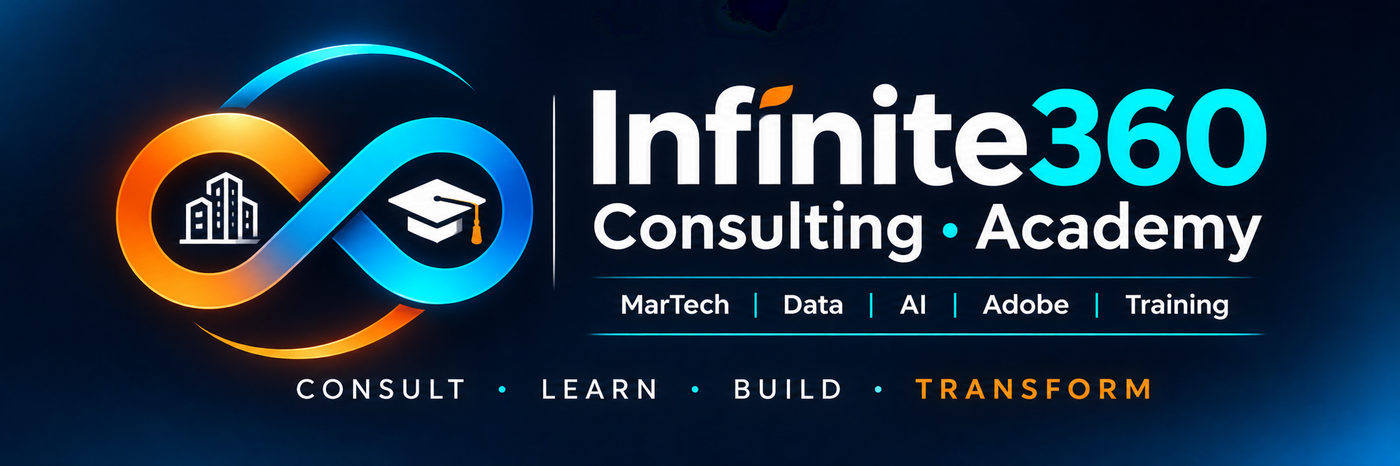 Infinite360
Consulting • Academy
MarTech | Data | AI | Adobe | Training
CONSULT • LEARN • BUILD • TRANSFORM